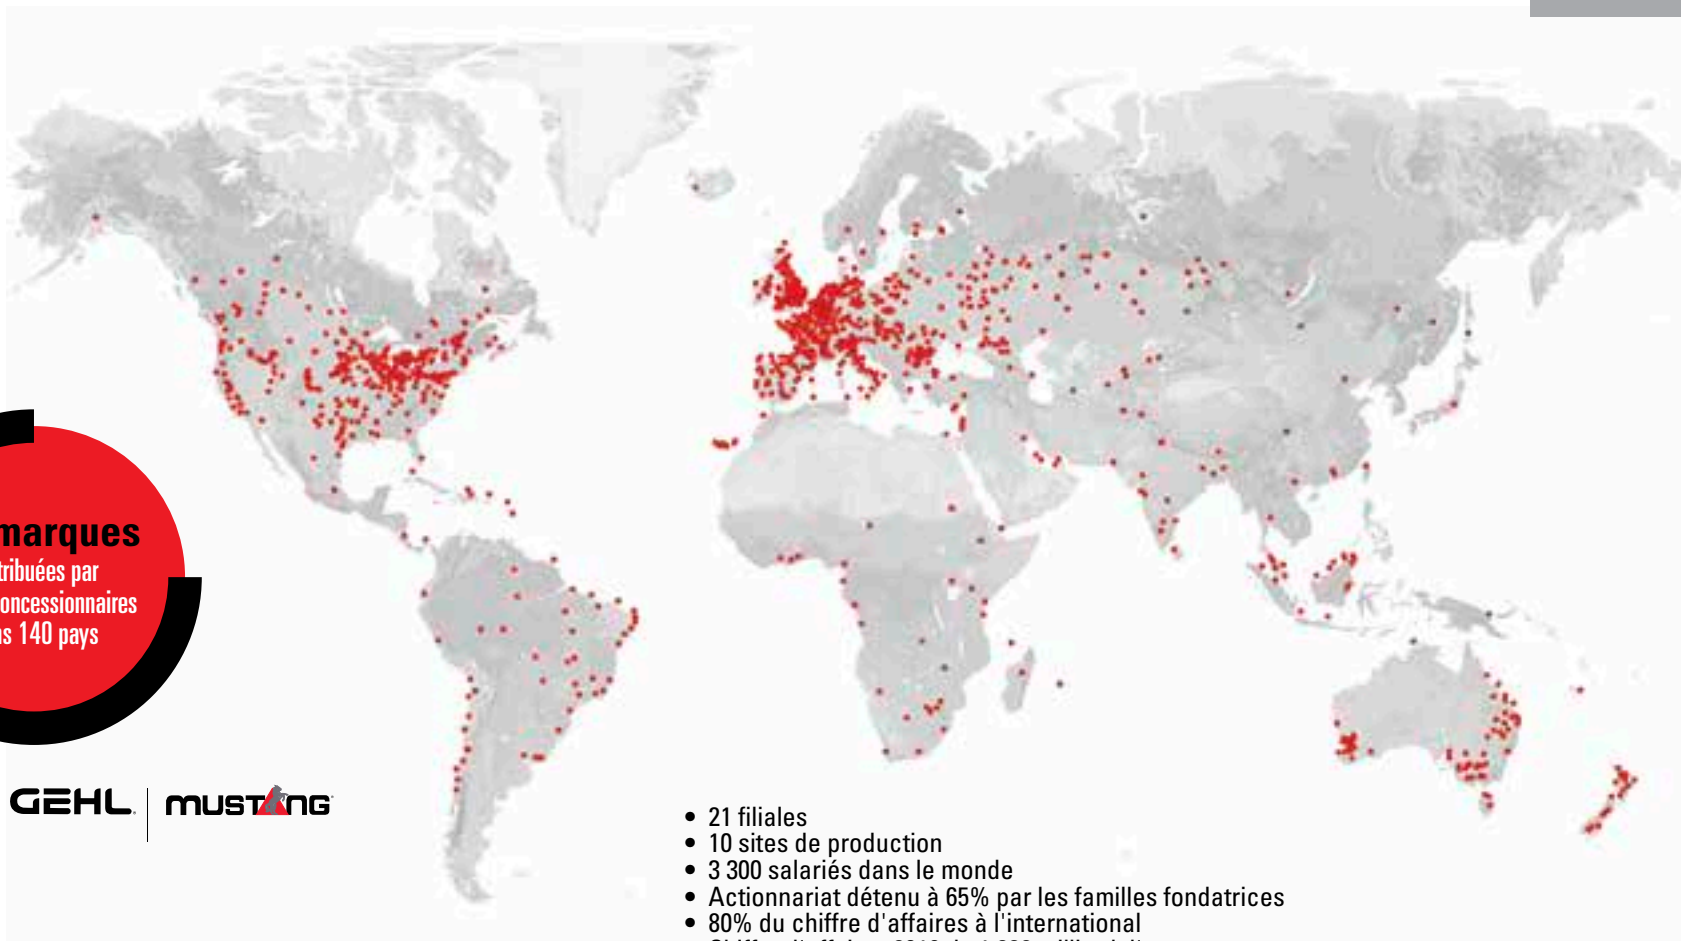 marques
tribuées par
oncessionnaires
ns 140 pays
GEHL
MUSTANG
• 21 filiales
• 10 sites de production
• 3 300 salariés dans le monde
• Actionnariat détenu à 65% par les familles fondatrices
• 80% du chiffre d'affaires à l'international